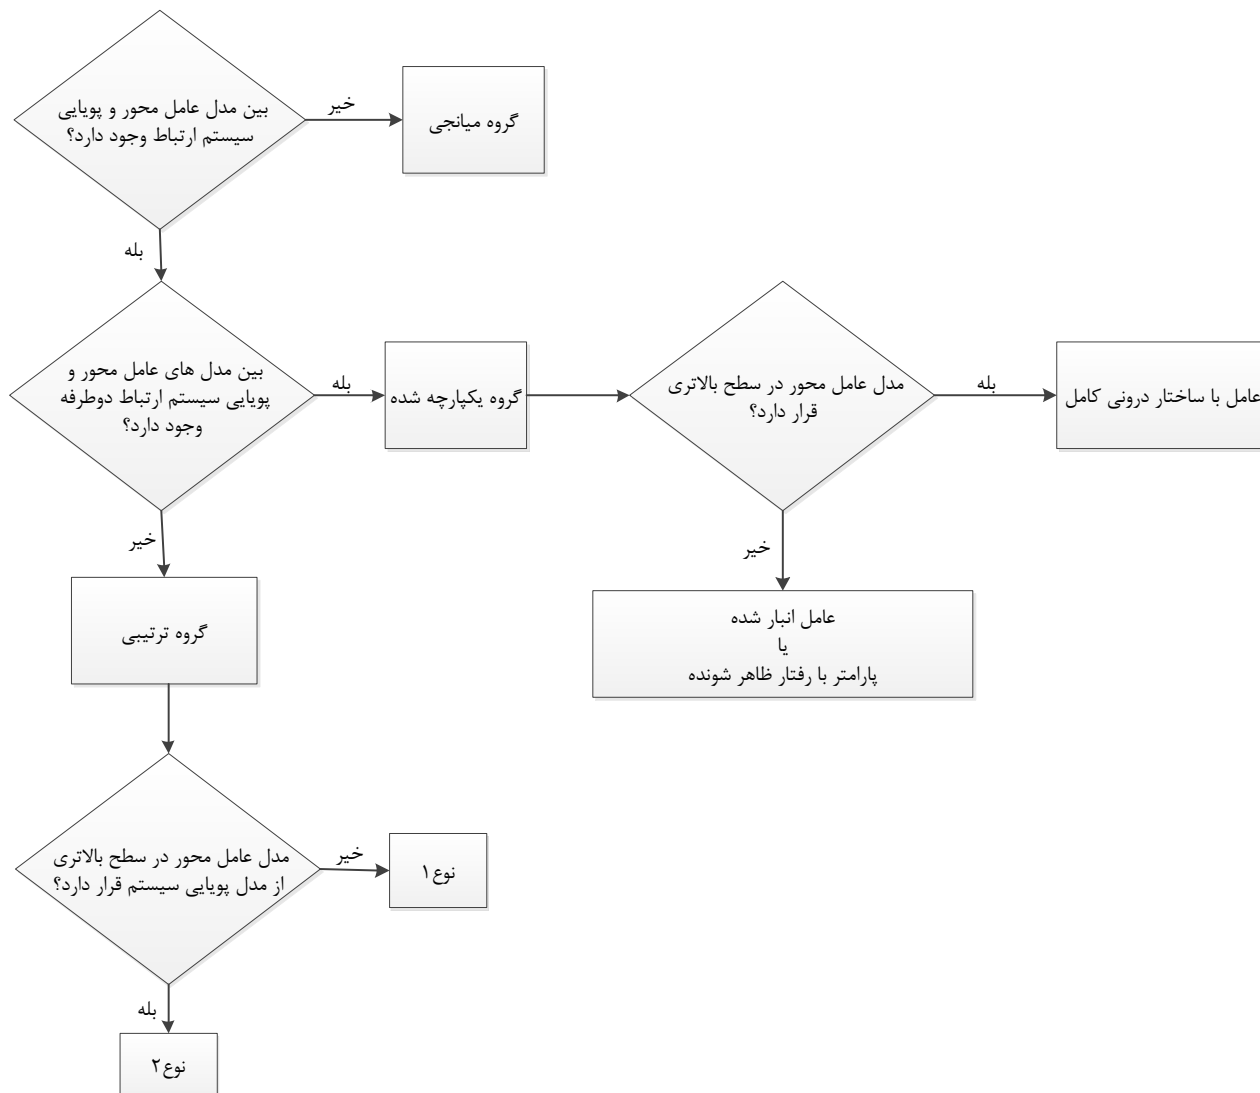 بین مدل عامل محور و پویایی
سیستم ارتباط وجود دارد؟
خیر
گروه میانجی
بله
بین مدل های عامل محور و
پویایی سیستم ارتباط دوطرفه
وجود دارد؟
بله
گروه یکپارچه شده
مدل عامل محور در سطح بالاتری
قرار دارد؟
بله
عامل با ساختار درونی کامل
خیر
عامل انبار شده
یا
پارامتر با رفتار ظاهر شونده
خیر
گروه ترتیبی
مدل عامل محور در سطح بالاتری
از مدل پویایی سیستم قرار دارد؟
خیر
نوع۱
بله
نوع۲